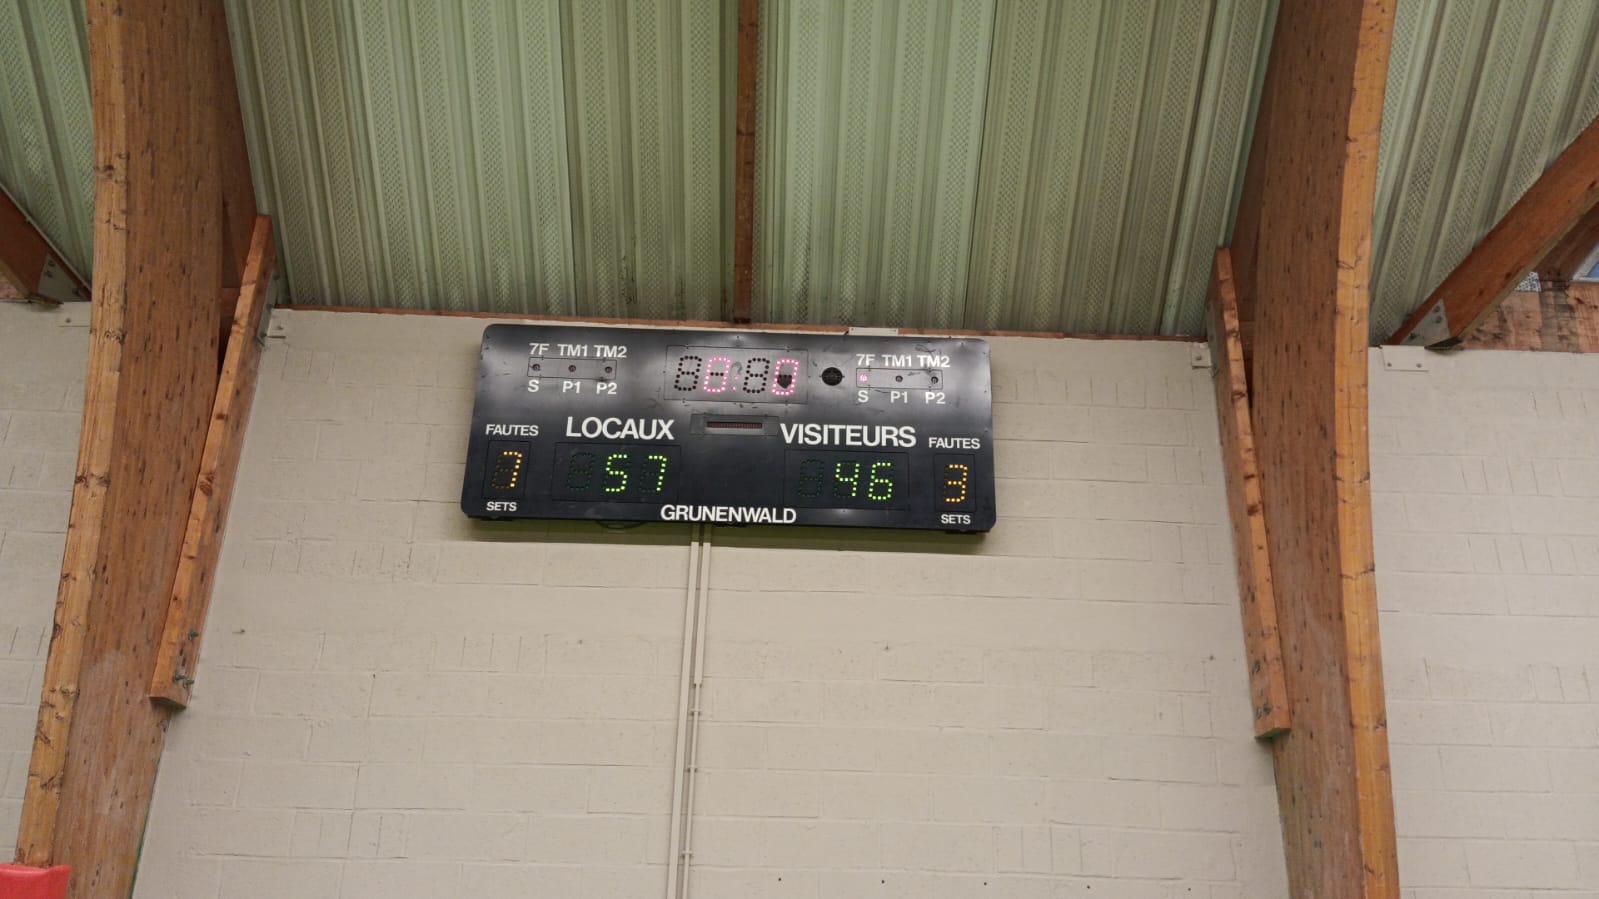 7F TM1 TM2
S P1 P2
0:0
7F TM1 TM2
S P1 P2
LOCAUX
VISITEURS
FAUTES
FAUTES
7
57
46
3
SETS
SETS
GRUNENWALD